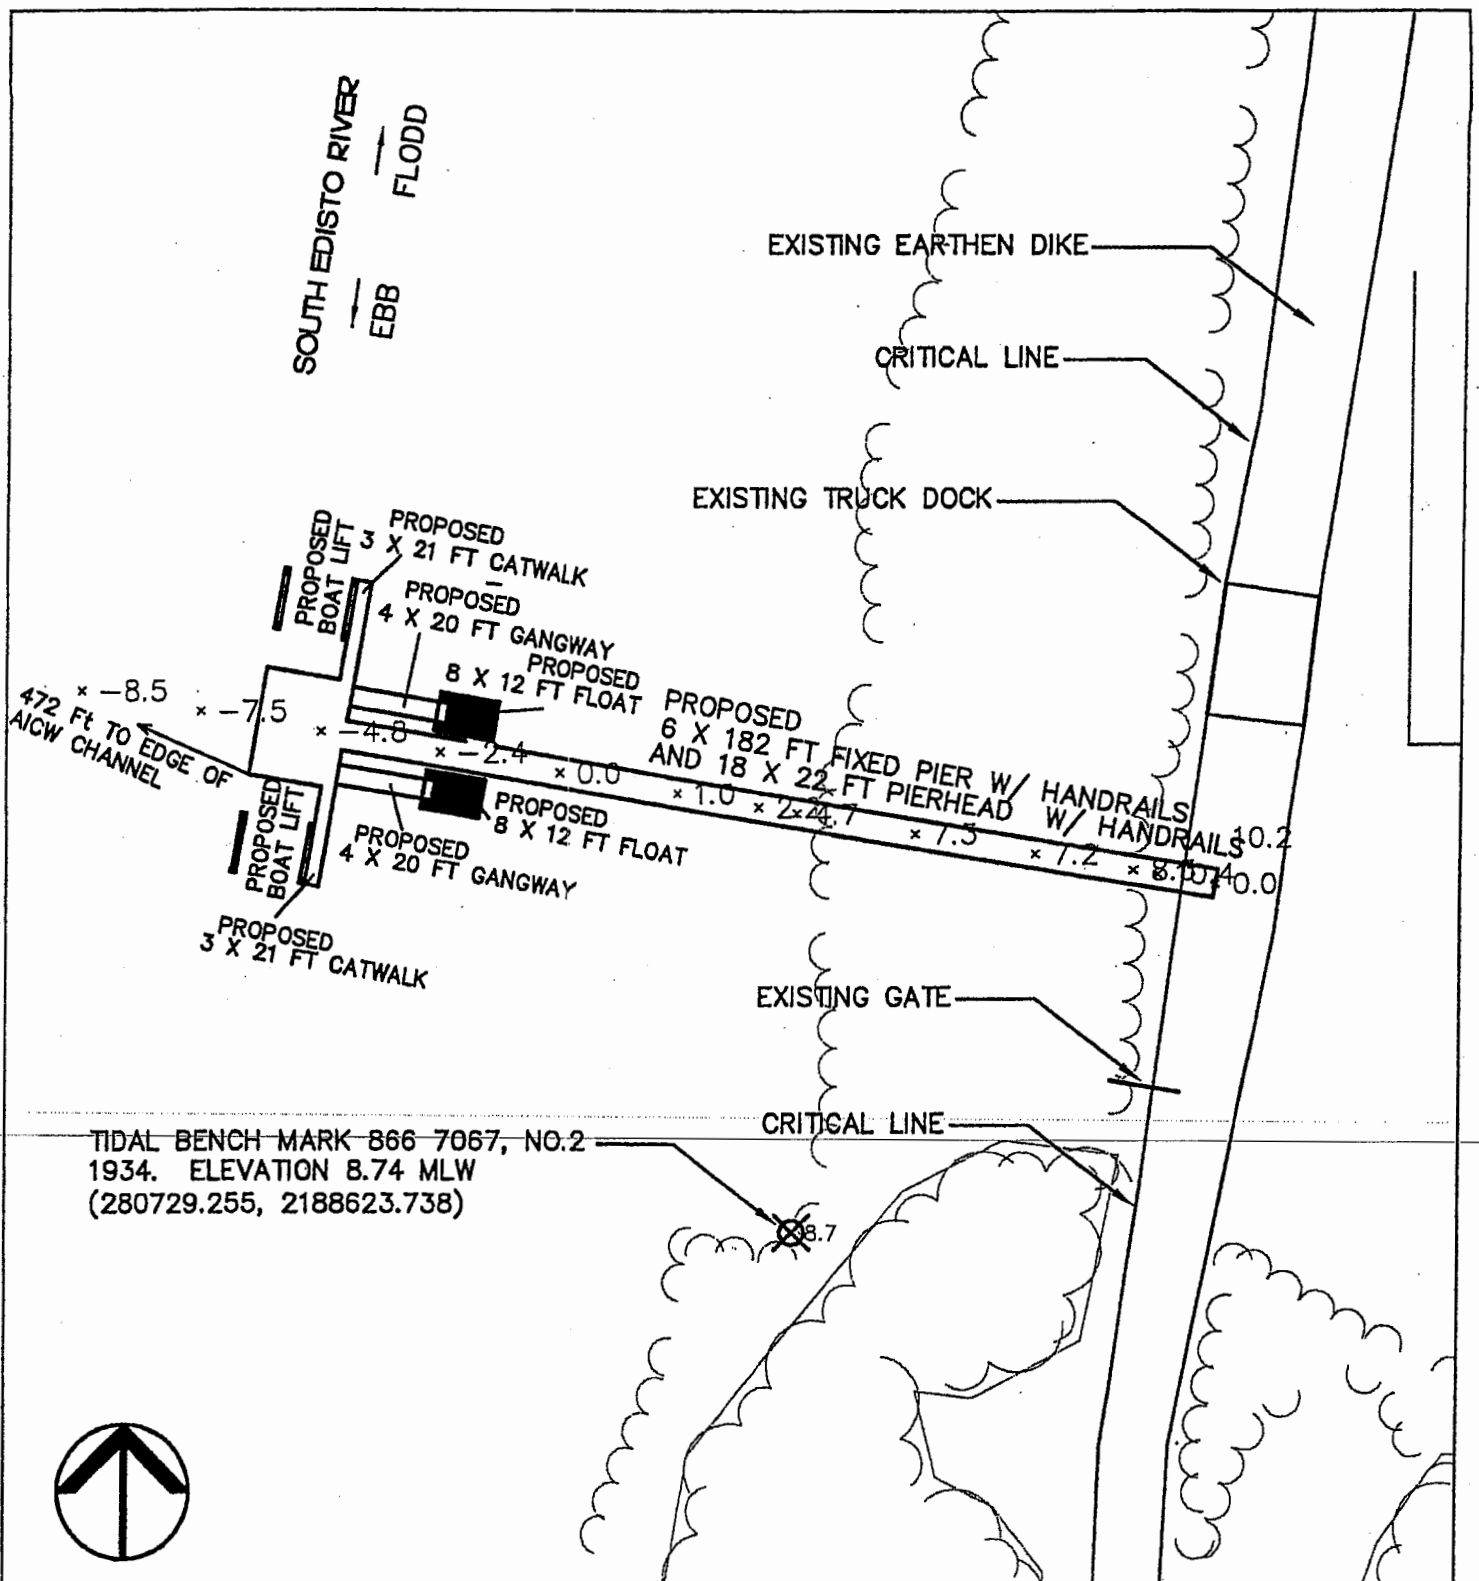 SOUTH EDISTO RIVER
FLODD
EBB
EXISTING EARTHEN DIKE
CRITICAL LINE
EXISTING TRUCK DOCK
PROPOSED
BOAT LIFT
PROPOSED
3 X 21 FT CATWALK
PROPOSED
4 X 20 FT GANGWAY
PROPOSED
8 X 12 FT FLOAT
PROPOSED
6 X 182 FT FIXED PIER W/ HANDRAILS
AND 18 X 22 FT PIERHEAD W/ HANDRAILS
-8.5
-7.5
-4.8
-2.4
0.0
1.0
4.7
7.3
7.2
10.2
0.0
472 Ft TO EDGE OF
AICW CHANNEL
PROPOSED
BOAT LIFT
PROPOSED
8 X 12 FT FLOAT
PROPOSED
4 X 20 FT GANGWAY
PROPOSED
3 X 21 FT CATWALK
EXISTING GATE
CRITICAL LINE
TIDAL BENCH MARK 866 7067, NO.2
1934. ELEVATION 8.74 MLW
(280729.255, 2188623.738)
8.7